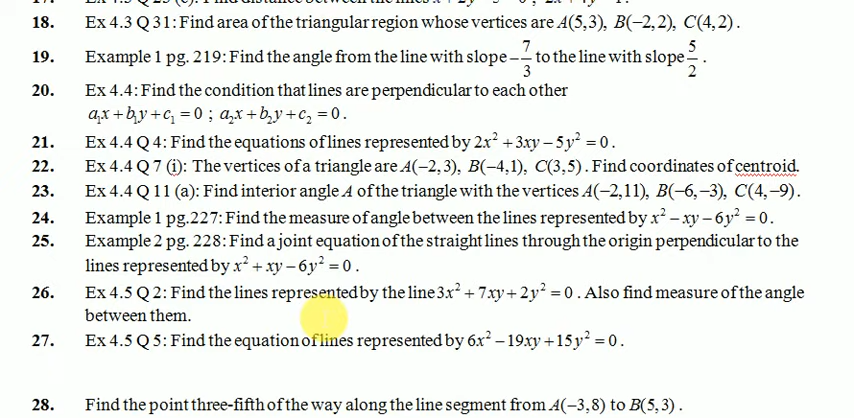 18. Ex 4.3 Q 31: Find area of the triangular region whose vertices are A(5,3), B(−2,2), C(4,2).
19. Example 1 pg. 219: Find the angle from the line with slope −7/3 to the line with slope 5/2.
20. Ex 4.4: Find the condition that lines are perpendicular to each other
a₁x + b₁y + c₁ = 0 ; a₂x + b₂y + c₂ = 0.
21. Ex 4.4 Q 4: Find the equations of lines represented by 2x² + 3xy − 5y² = 0.
22. Ex 4.4 Q 7 (i): The vertices of a triangle are A(−2,3), B(−4,1), C(3,5). Find coordinates of centroid.
23. Ex 4.4 Q 11 (a): Find interior angle A of the triangle with the vertices A(−2,11), B(−6,−3), C(4,−9).
24. Example 1 pg.227: Find the measure of angle between the lines represented by x² − xy − 6y² = 0.
25. Example 2 pg. 228: Find a joint equation of the straight lines through the origin perpendicular to the
lines represented by x² + xy − 6y² = 0.
26. Ex 4.5 Q 2: Find the lines represented by the line 3x² + 7xy + 2y² = 0. Also find measure of the angle
between them.
27. Ex 4.5 Q 5: Find the equation of lines represented by 6x² − 19xy + 15y² = 0.
28. Find the point three-fifth of the way along the line segment from A(−3,8) to B(5,3).